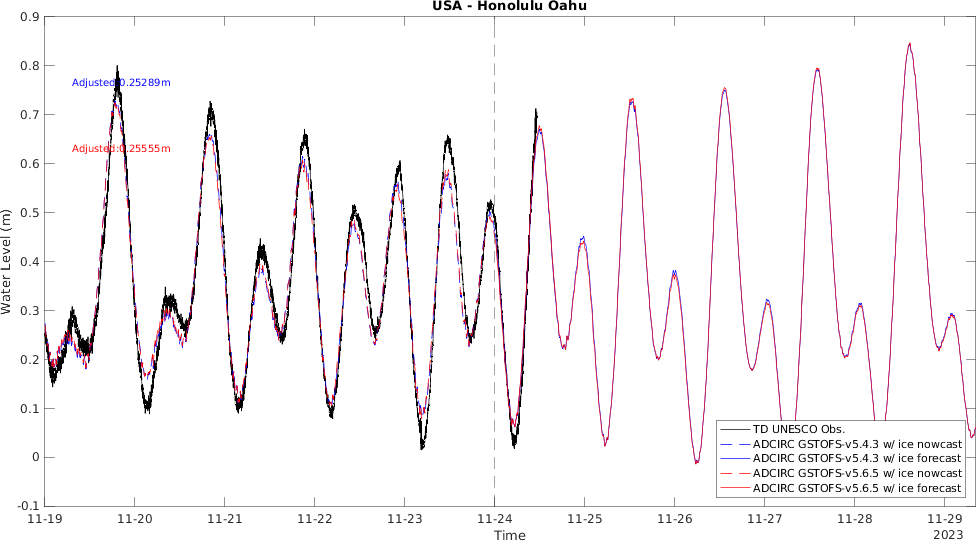 USA - Honolulu Oahu
0.9
0.8
0.7
0.6
0.5
0.4
0.3
0.2
0.1
0
-0.1
Water Level (m)
Adjusted:0.25289m
Adjusted:0.25555m
TD UNESCO Obs.
ADCIRC GSTOFS-v5.4.3 w/ ice nowcast
ADCIRC GSTOFS-v5.4.3 w/ ice forecast
ADCIRC GSTOFS-v5.6.5 w/ ice nowcast
ADCIRC GSTOFS-v5.6.5 w/ ice forecast
11-19 11-20 11-21 11-22 11-23 11-24 11-25 11-26 11-27 11-28 11-29
2023
Time